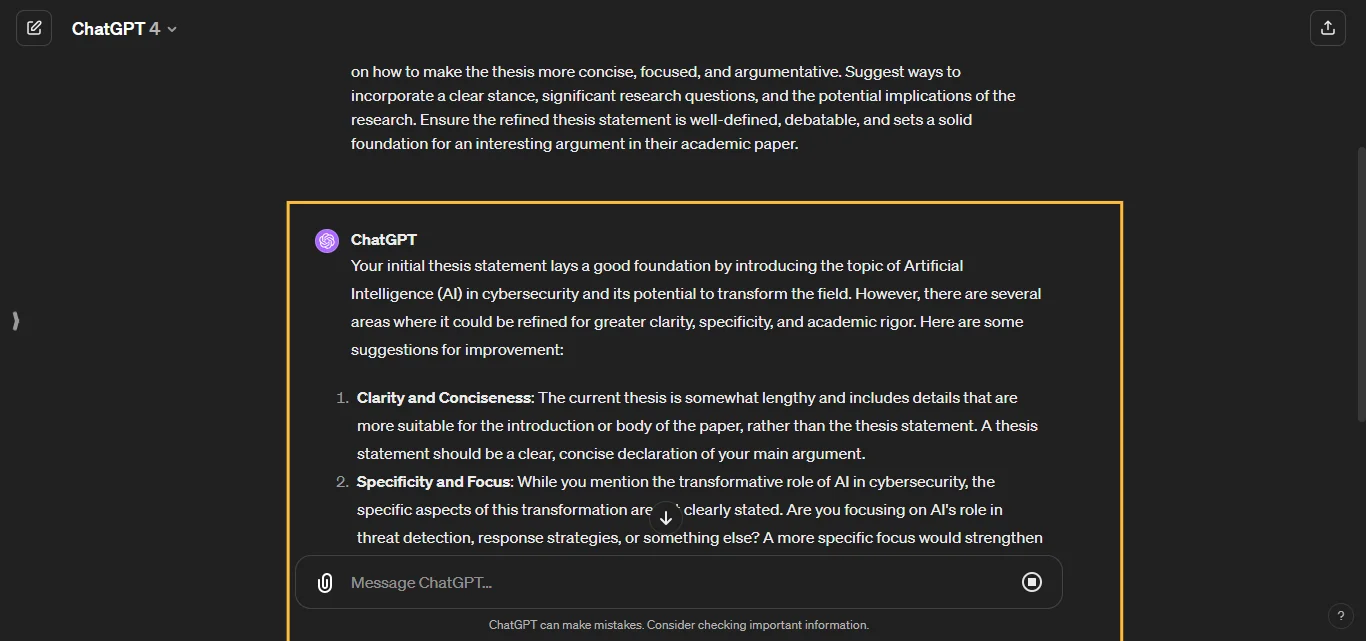 ChatGPT 4
on how to make the thesis more concise, focused, and argumentative. Suggest ways to
incorporate a clear stance, significant research questions, and the potential implications of the
research. Ensure the refined thesis statement is well-defined, debatable, and sets a solid
foundation for an interesting argument in their academic paper.
ChatGPT
Your initial thesis statement lays a good foundation by introducing the topic of Artificial
Intelligence (AI) in cybersecurity and its potential to transform the field. However, there are several
areas where it could be refined for greater clarity, specificity, and academic rigor. Here are some
suggestions for improvement:
1. Clarity and Conciseness: The current thesis is somewhat lengthy and includes details that are
more suitable for the introduction or body of the paper, rather than the thesis statement. A thesis
statement should be a clear, concise declaration of your main argument.
2. Specificity and Focus: While you mention the transformative role of AI in cybersecurity, the
specific aspects of this transformation are clearly stated. Are you focusing on AI's role in
threat detection, response strategies, or something else? A more specific focus would strengthen
Message ChatGPT...
ChatGPT can make mistakes. Consider checking important information.
?